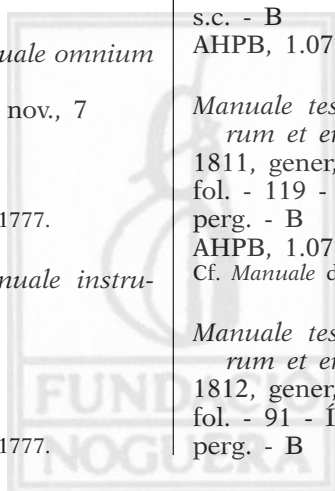 uale omnium
nov., 7
1777.
nuale instru-
1777.
s.c. - B
AHPB, 1.07
Manuale tes
rum et en
1811, gener,
fol. - 119 -
perg. - B
AHPB, 1.07
Cf. Manuale d
Manuale tes
rum et en
1812, gener,
fol. - 91 - Í
perg. - B
FUNDACIÓ
NOGUERA